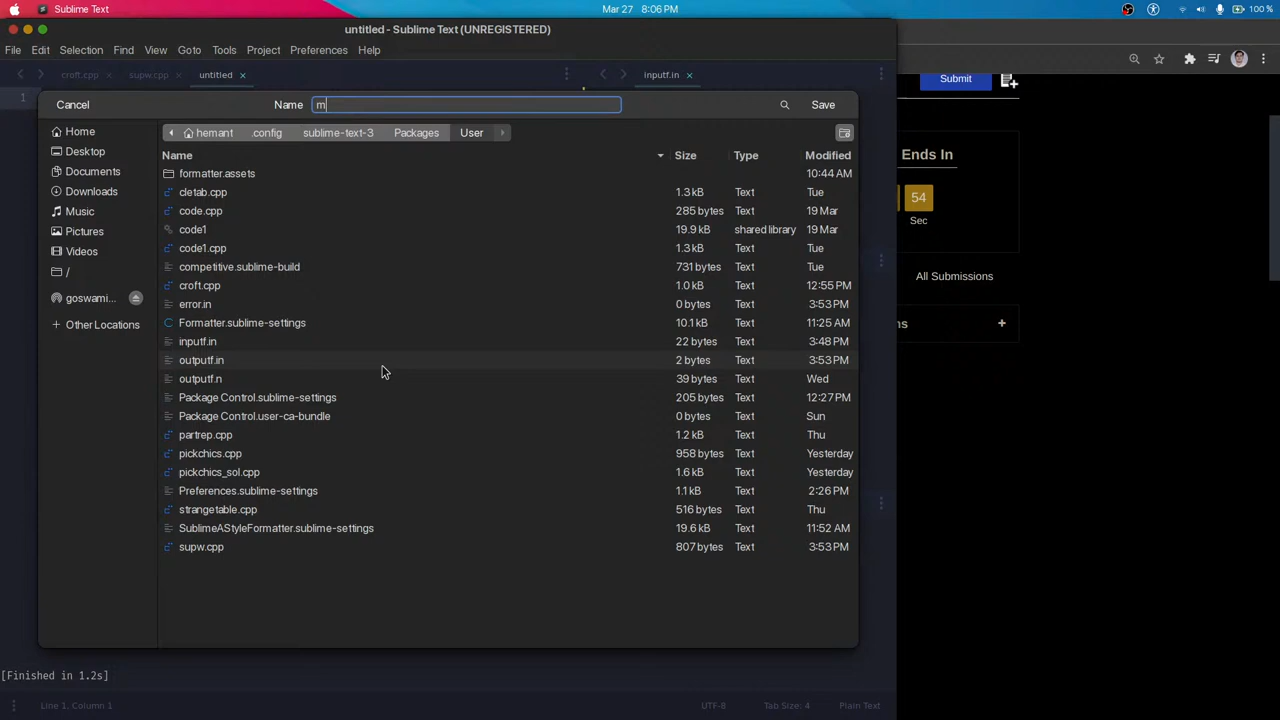 Sublime Text
Mar 27 8:06 PM
100 %
untitled - Sublime Text (UNREGISTERED)
File Edit Selection Find View Goto Tools Project Preferences Help
croft.cpp × supw.cpp × untitled × inputf.in ×
1
Cancel Name m Save
hemant .config sublime-text-3 Packages User
Name Size Type Modified
Home
Desktop
Documents
Downloads
Music
Pictures
Videos
/
goswami...
+ Other Locations
formatter.assets 10:44 AM
cletab.cpp 1.3 kB Text Tue
code.cpp 285 bytes Text 19 Mar
code1 19.9 kB shared library 19 Mar
code1.cpp 1.3 kB Text Tue
competitive.sublime-build 731 bytes Text Tue
croft.cpp 1.0 kB Text 12:55 PM
error.in 0 bytes Text 3:53 PM
Formatter.sublime-settings 10.1 kB Text 11:25 AM
inputf.in 22 bytes Text 3:48 PM
outputf.in 2 bytes Text 3:53 PM
outputf.n 39 bytes Text Wed
Package Control.sublime-settings 205 bytes Text 12:27 PM
Package Control.user-ca-bundle 0 bytes Text Sun
partrep.cpp 1.2 kB Text Thu
pickchics.cpp 958 bytes Text Yesterday
pickchics_sol.cpp 1.6 kB Text Yesterday
Preferences.sublime-settings 1.1 kB Text 2:26 PM
strangetable.cpp 516 bytes Text Thu
SublimeAStyleFormatter.sublime-settings 19.6 kB Text 11:52 AM
supw.cpp 807 bytes Text 3:53 PM
[Finished in 1.2s]
Line 1, Column 1 UTF-8 Tab Size: 4 Plain Text
Submit
Ends In
54
Sec
All Submissions
ns +